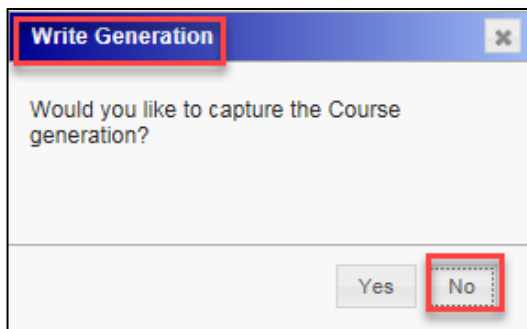 Write Generation
Would you like to capture the Course
generation?
Yes
No